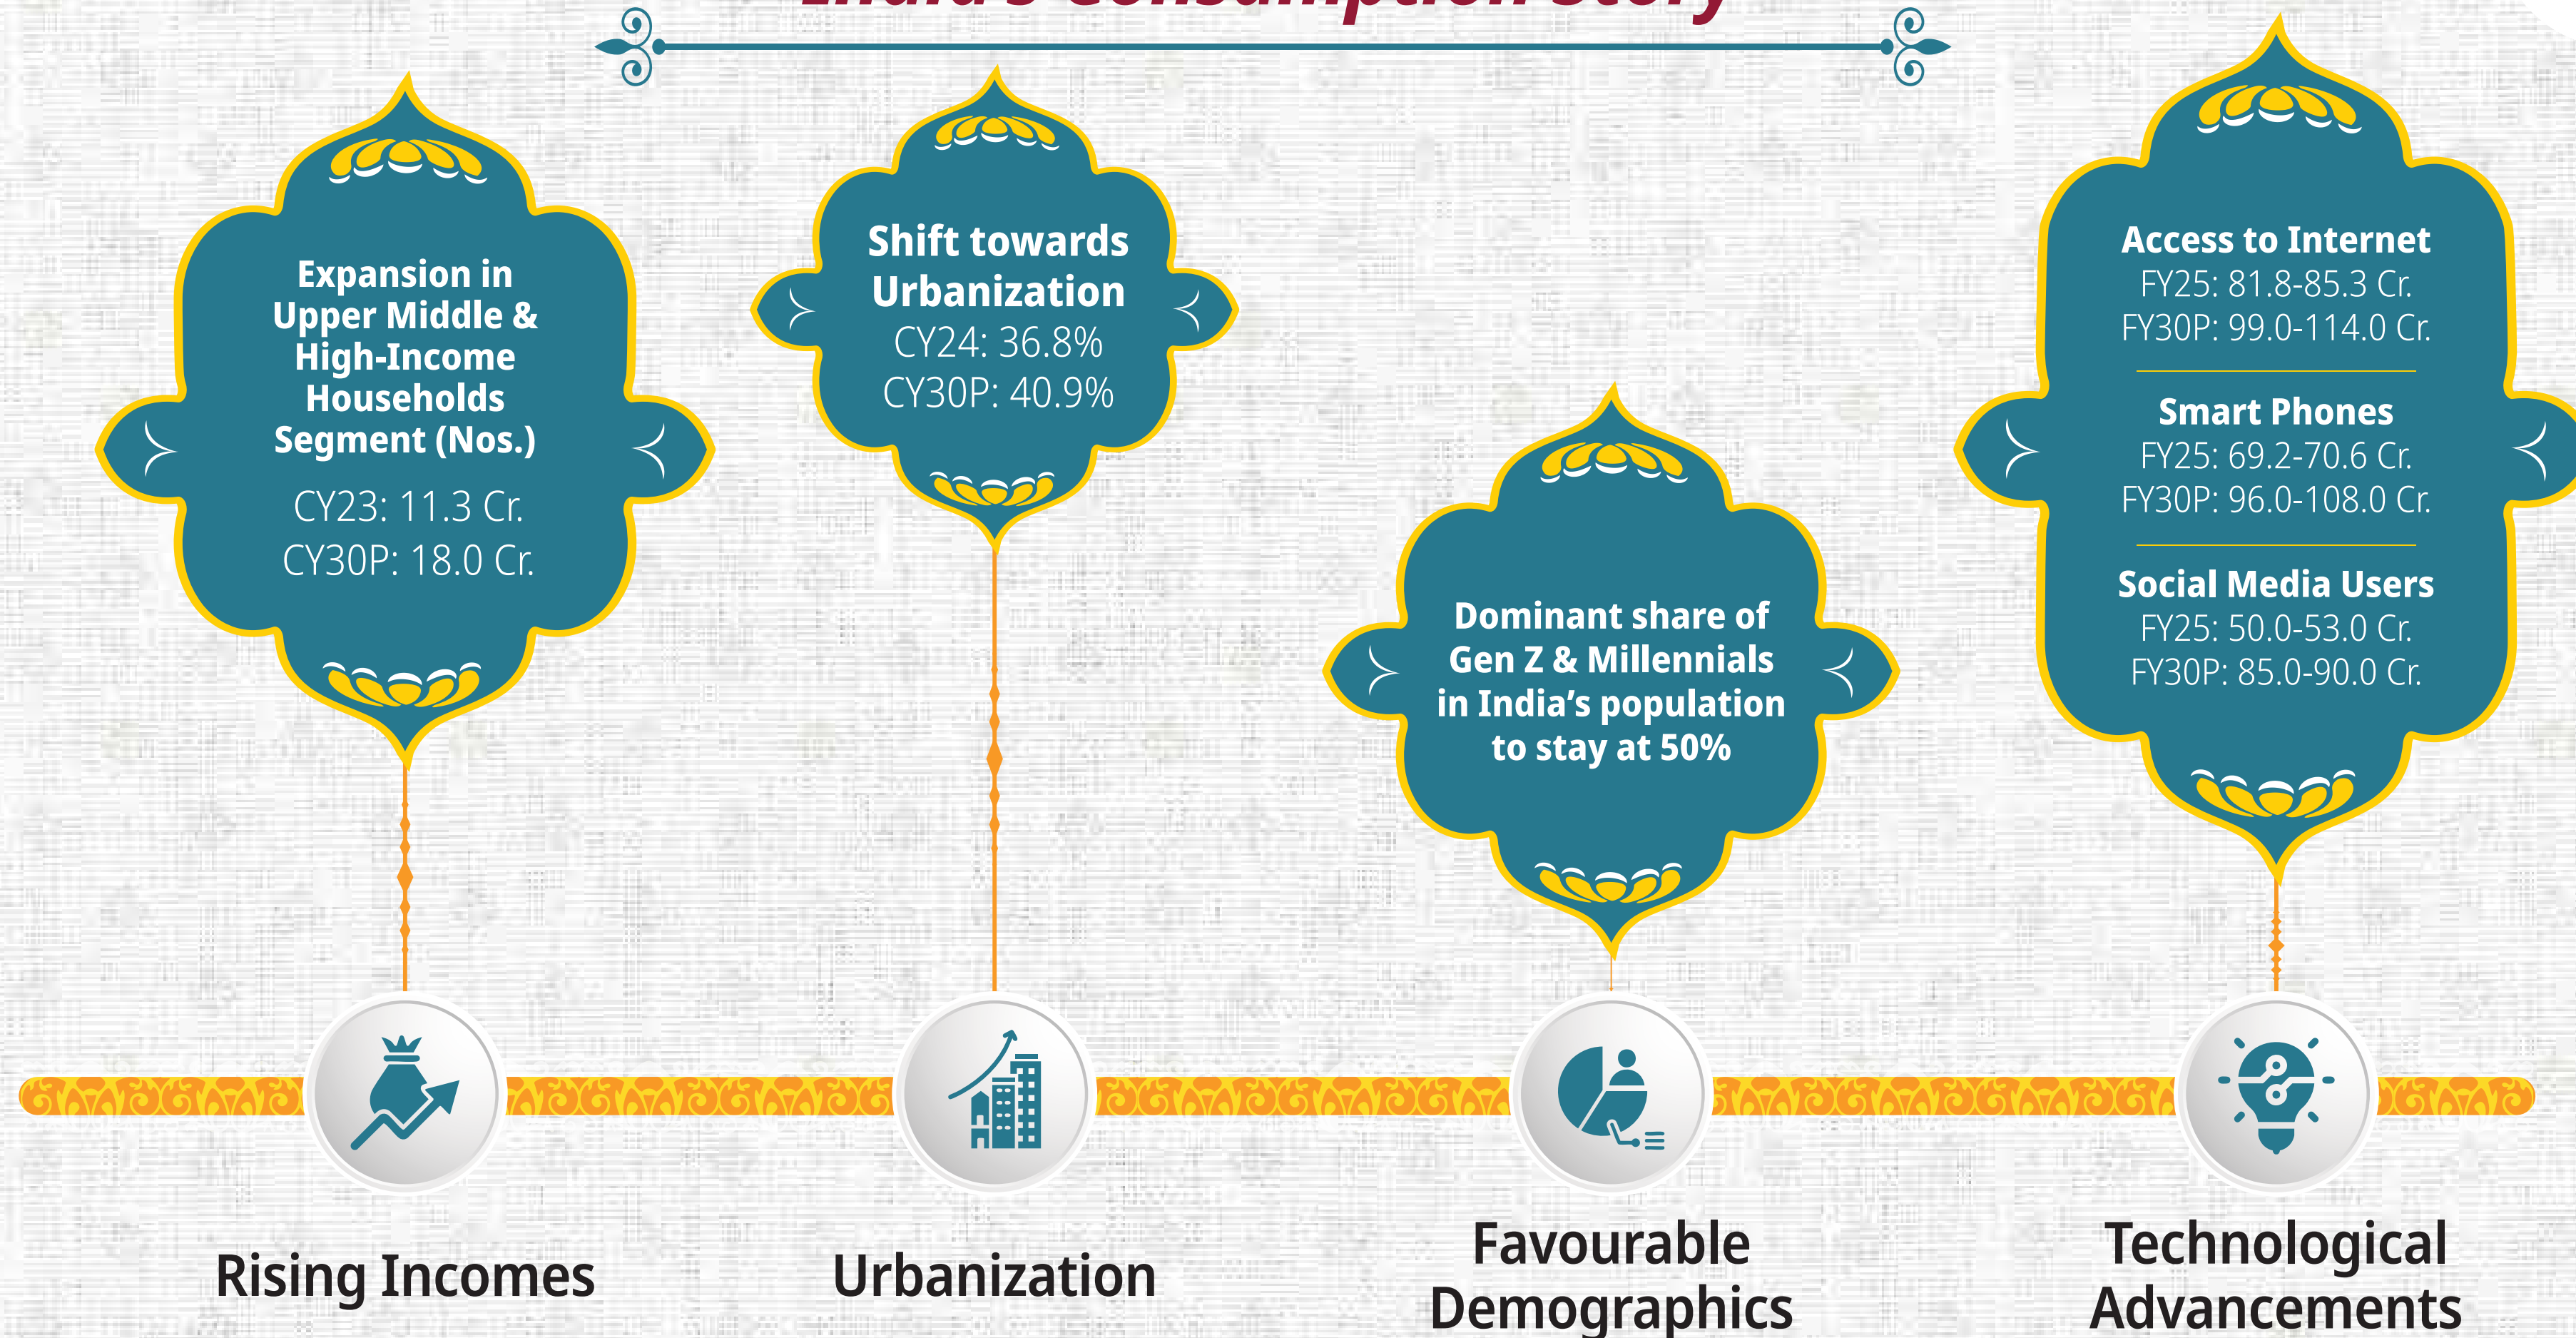 India's Consumption Story
Expansion in
Upper Middle &
High-Income
Households
Segment (Nos.)
CY23: 11.3 Cr.
CY30P: 18.0 Cr.
Shift towards
Urbanization
CY24: 36.8%
CY30P: 40.9%
Dominant share of
Gen Z & Millennials
in India’s population
to stay at 50%
Access to Internet
FY25: 81.8-85.3 Cr.
FY30P: 99.0-114.0 Cr.
Smart Phones
FY25: 69.2-70.6 Cr.
FY30P: 96.0-108.0 Cr.
Social Media Users
FY25: 50.0-53.0 Cr.
FY30P: 85.0-90.0 Cr.
Rising Incomes
Urbanization
Favourable
Demographics
Technological
Advancements